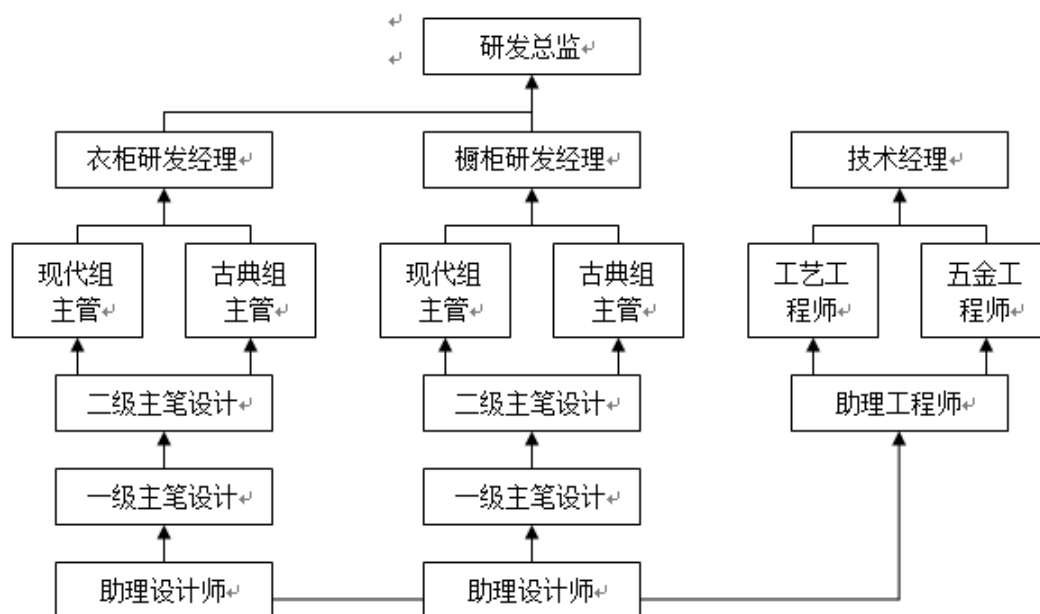 研发总监
衣柜研发经理
橱柜研发经理
技术经理
现代组
主管
古典组
主管
现代组
主管
古典组
主管
工艺工
程师
五金工
程师
二级主笔设计
二级主笔设计
助理工程师
一级主笔设计
一级主笔设计
助理设计师
助理设计师